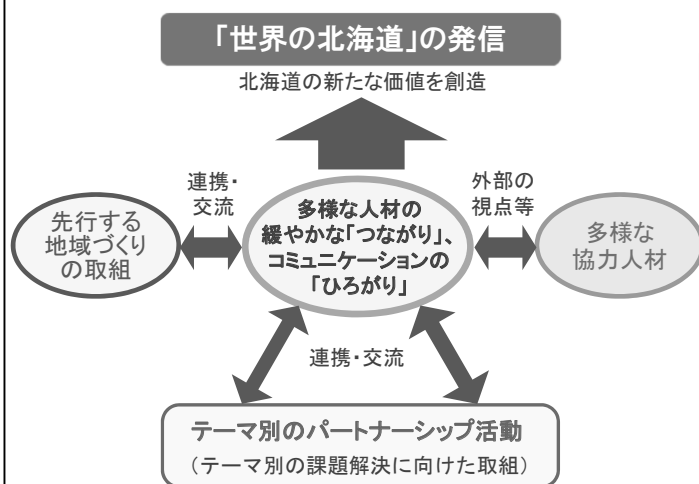 「世界の北海道」の発信
北海道の新たな価値を創造
連携・
交流
外部の
視点等
先行する
地域づくり
の取組
多様な人材の
緩やかな「つながり」、
コミュニケーションの
「ひろがり」
多様な
協力人材
連携・交流
テーマ別のパートナーシップ活動
（テーマ別の課題解決に向けた取組）